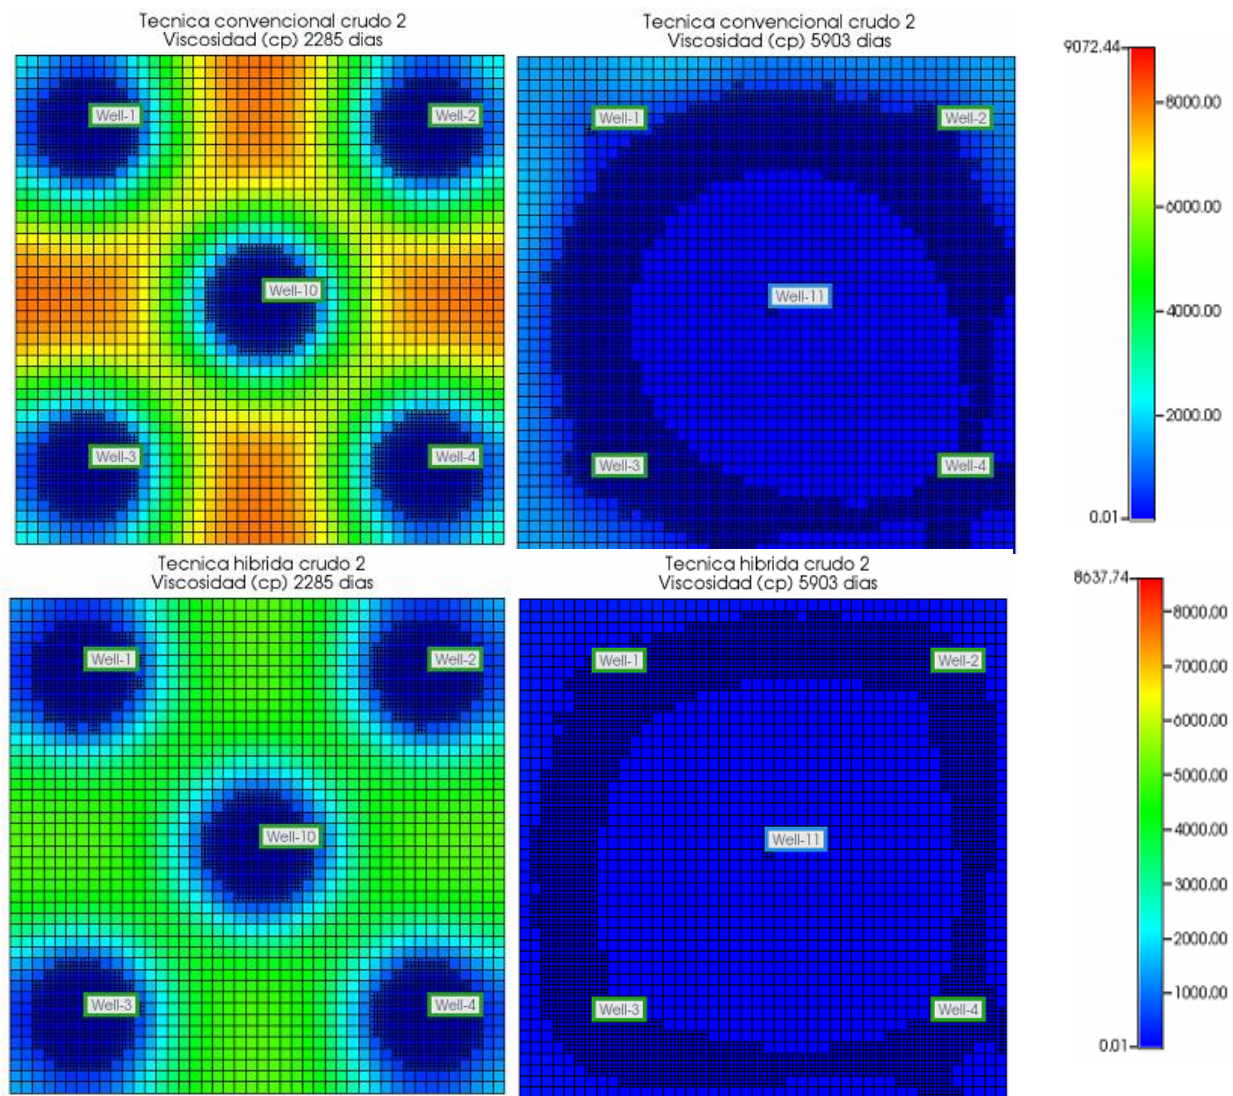 Tecnica convencional crudo 2
Viscosidad (cp) 2285 dias
Well-1
Well-2
Well-10
Well-3
Well-4
Tecnica convencional crudo 2
Viscosidad (cp) 5903 dias
Well-1
Well-2
Well-11
Well-3
Well-4
9072.44
8000.00
6000.00
4000.00
2000.00
0.01
Tecnica hibrida crudo 2
Viscosidad (cp) 2285 dias
Well-1
Well-2
Well-10
Well-3
Well-4
Tecnica hibrida crudo 2
Viscosidad (cp) 5903 dias
Well-1
Well-2
Well-11
Well-3
Well-4
8637.74
8000.00
7000.00
6000.00
5000.00
4000.00
3000.00
2000.00
1000.00
0.01